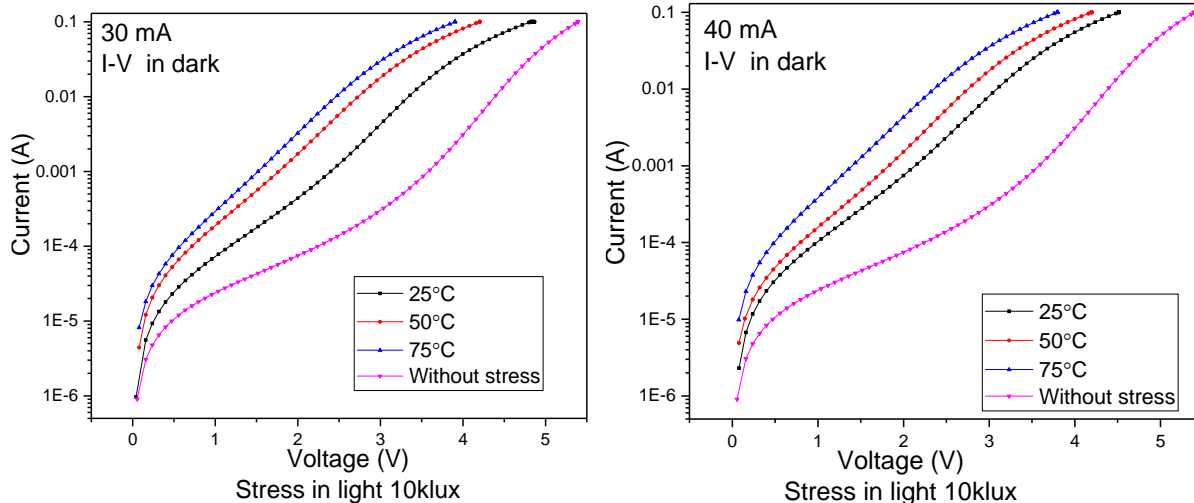 30 mA
I-V in dark
Current (A)
0.1
0.01
0.001
1E-4
1E-5
1E-6
25°C
50°C
75°C
Without stress
0 1 2 3 4 5
Voltage (V)
Stress in light 10klux
40 mA
I-V in dark
Current (A)
0.1
0.01
0.001
1E-4
1E-5
1E-6
25°C
50°C
75°C
Without stress
0 1 2 3 4 5
Voltage (V)
Stress in light 10klux